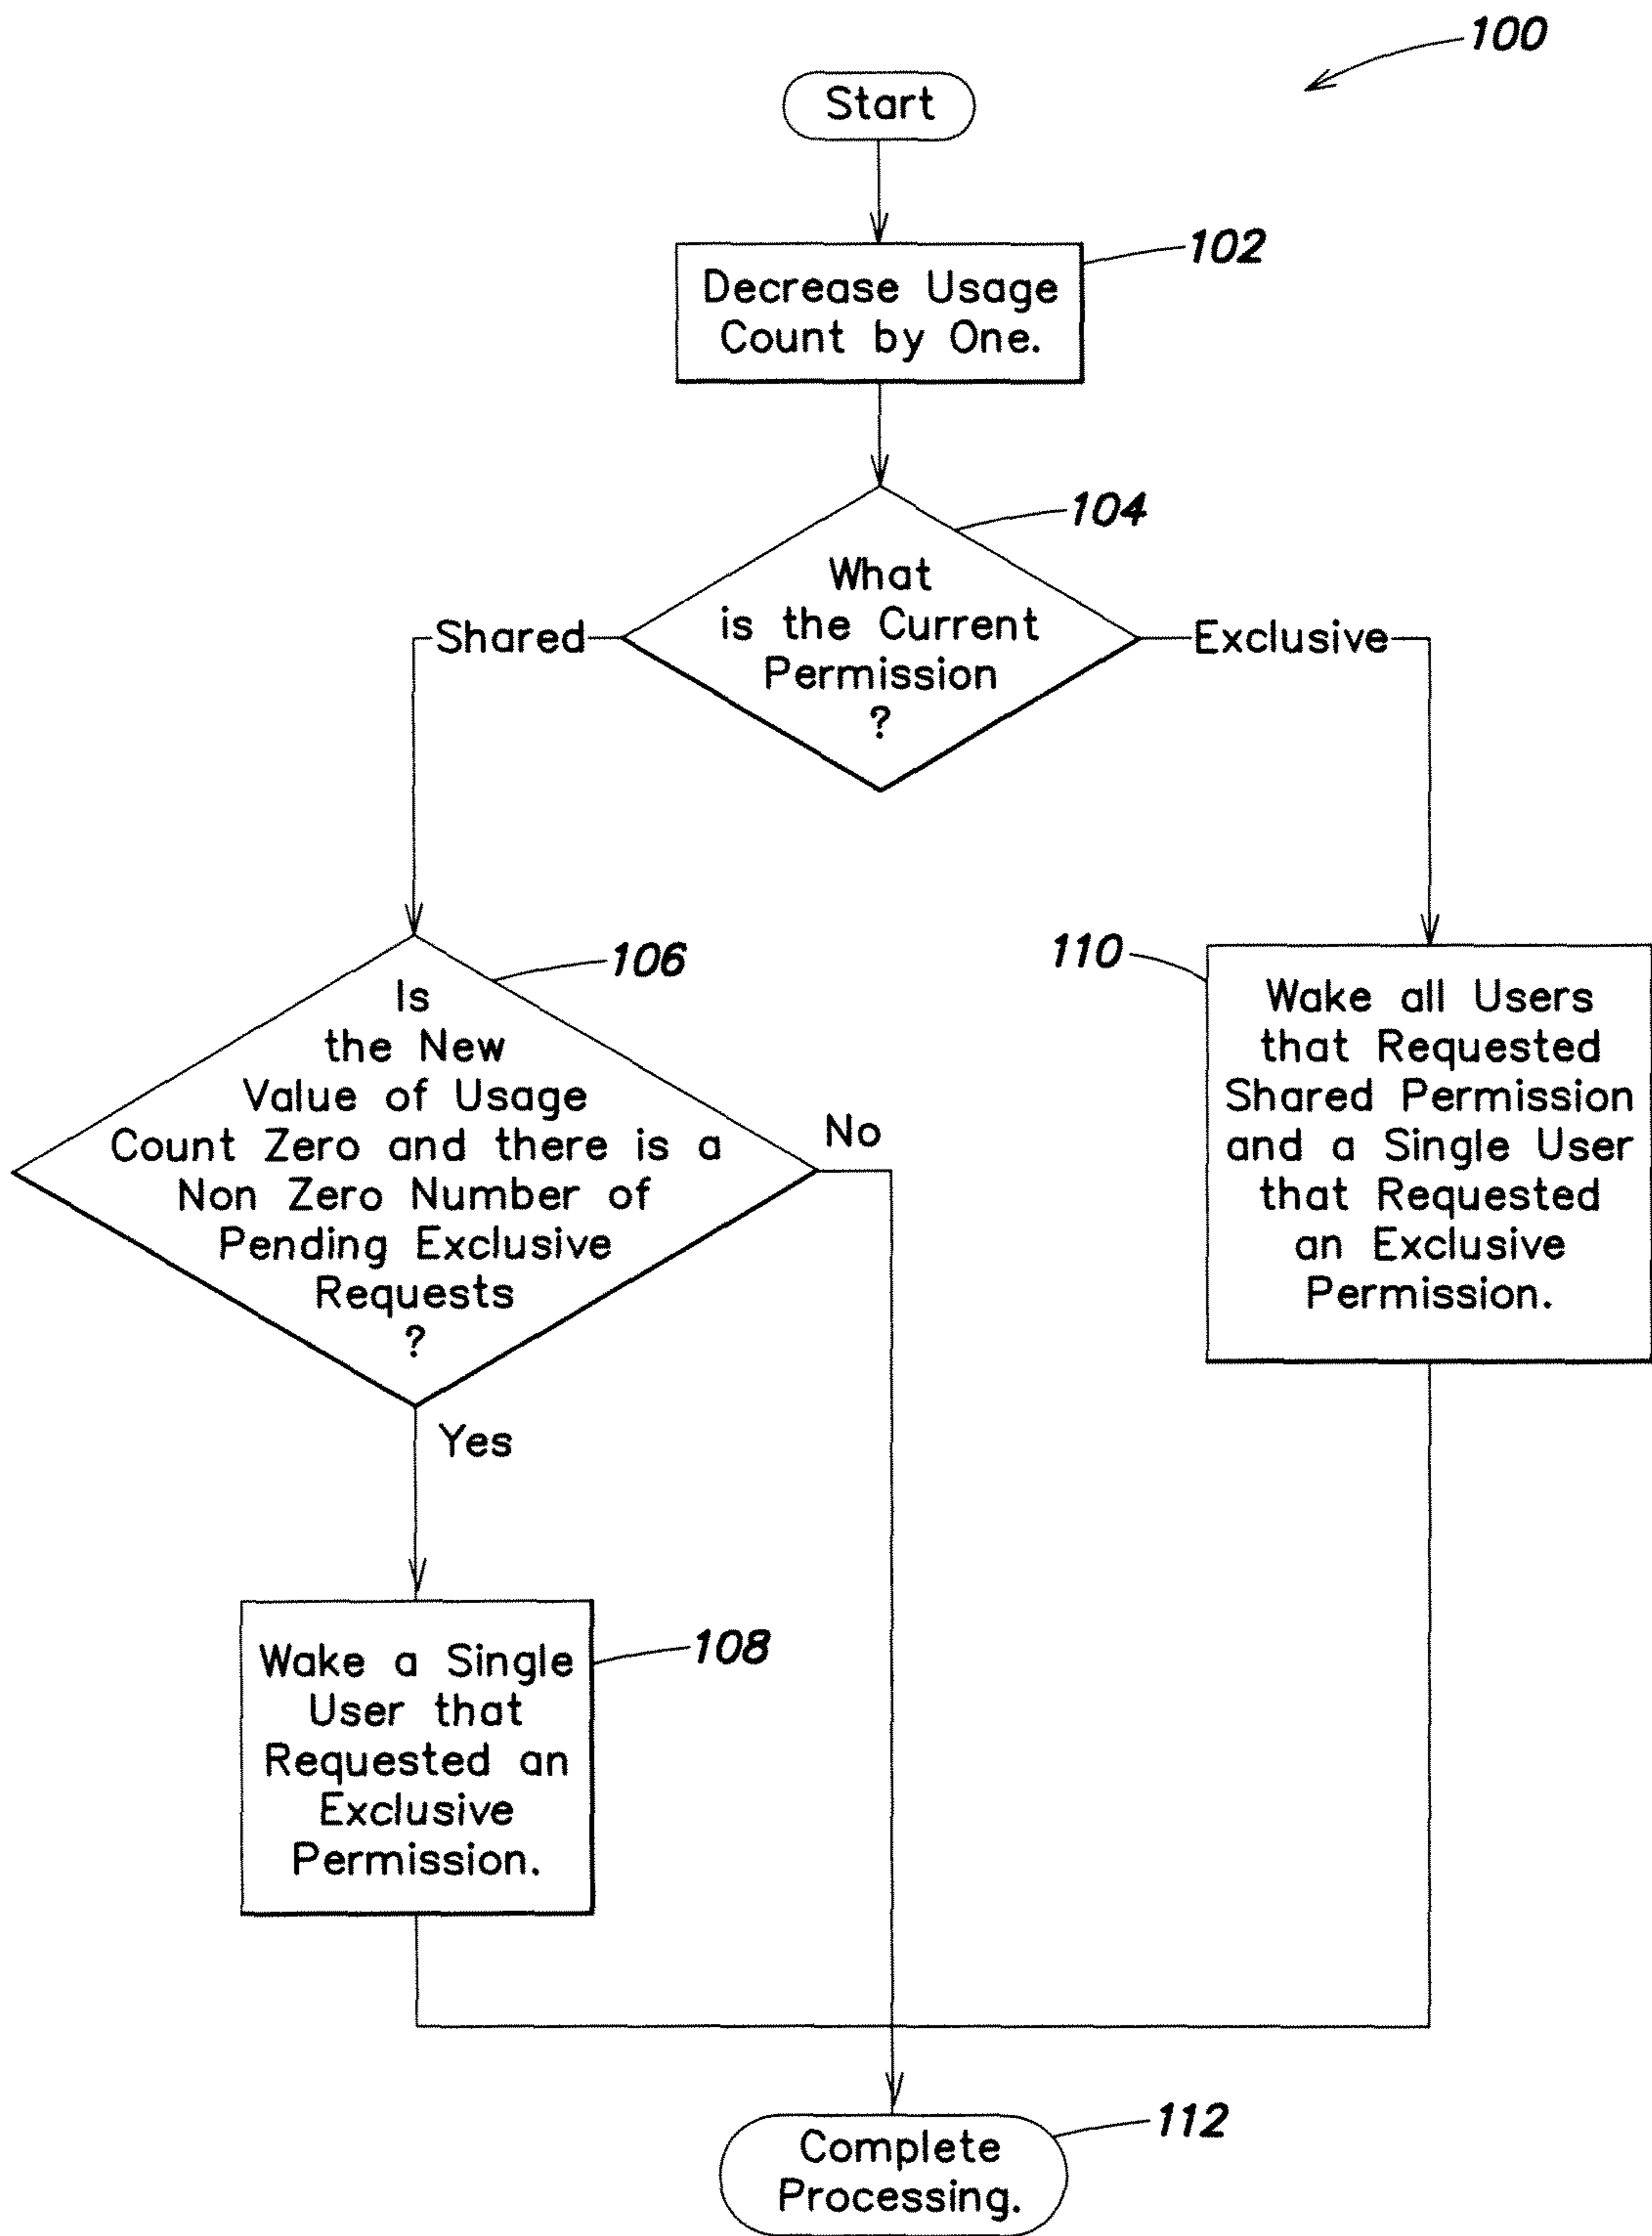 100
Start
102
Decrease Usage
Count by One.
104
What
is the Current
Permission
?
Shared
Exclusive
106
Is
the New
Value of Usage
Count Zero and there is a
Non Zero Number of
Pending Exclusive
Requests
?
No
Yes
110
Wake all Users
that Requested
Shared Permission
and a Single User
that Requested
an Exclusive
Permission.
108
Wake a Single
User that
Requested an
Exclusive
Permission.
112
Complete
Processing.